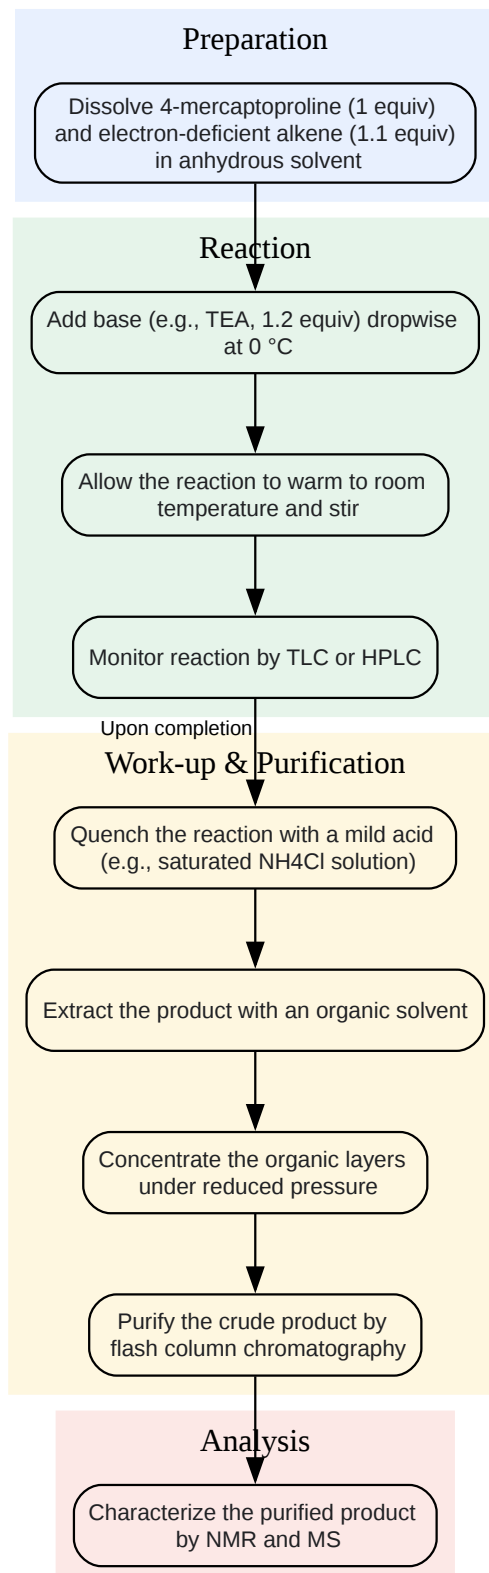 Preparation
Dissolve 4-mercaptoproline (1 equiv)
and electron-deficient alkene (1.1 equiv)
in anhydrous solvent
Reaction
Add base (e.g., TEA, 1.2 equiv) dropwise
at 0 °C
Allow the reaction to warm to room
temperature and stir
Monitor reaction by TLC or HPLC
Upon completion
Work-up & Purification
Quench the reaction with a mild acid
(e.g., saturated NH4Cl solution)
Extract the product with an organic solvent
Concentrate the organic layers
under reduced pressure
Purify the crude product by
flash column chromatography
Analysis
Characterize the purified product
by NMR and MS